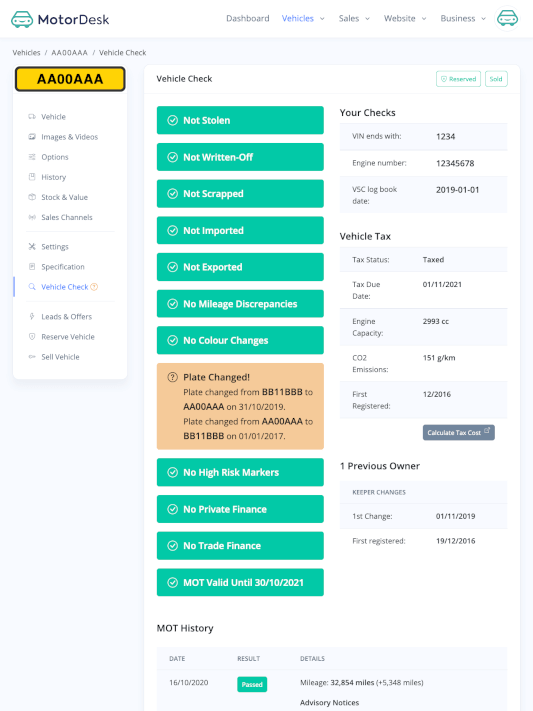 MotorDesk
Dashboard
Vehicles
Sales
Website
Business
Vehicles / AA00AAA / Vehicle Check
AA00AAA
Vehicle
Images & Videos
Options
History
Stock & Value
Sales Channels
Settings
Specification
Vehicle Check
Leads & Offers
Reserve Vehicle
Sell Vehicle
Vehicle Check
Reserved
Sold
Not Stolen
Not Written-Off
Not Scrapped
Not Imported
Not Exported
No Mileage Discrepancies
No Colour Changes
Plate Changed!
Plate changed from BB11BBB to
AA00AAA on 31/10/2019.
Plate changed from AA00AAA to
BB11BBB on 01/01/2017.
No High Risk Markers
No Private Finance
No Trade Finance
MOT Valid Until 30/10/2021
Your Checks
VIN ends with: 1234
Engine number: 12345678
V5C log book 2019-01-01
date:
Vehicle Tax
Tax Status: Taxed
Tax Due 01/11/2021
Date:
Engine 2993 cc
Capacity:
CO2 151 g/km
Emissions:
First 12/2016
Registered:
Calculate Tax Cost
1 Previous Owner
KEEPER CHANGES
1st Change: 01/11/2019
First registered: 19/12/2016
MOT History
DATE RESULT DETAILS
16/10/2020 Passed Mileage: 32,854 miles (+5,348 miles)
Advisory Notices